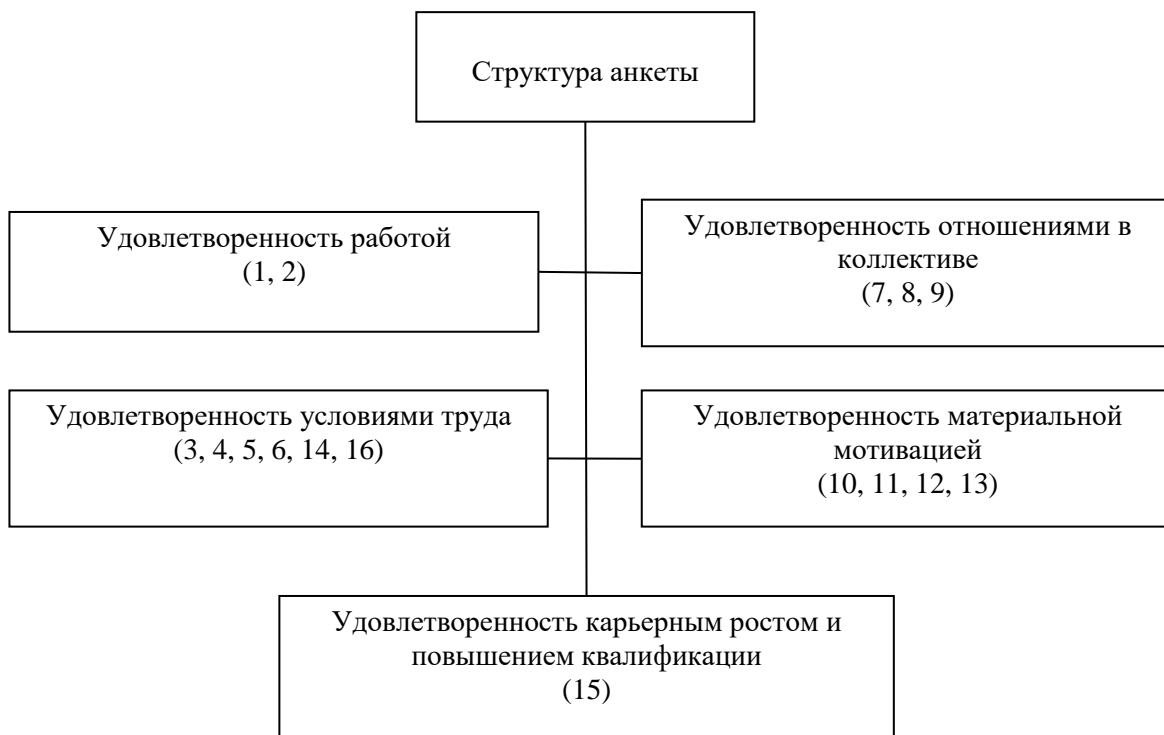 Структура анкеты
Удовлетворенность работой
(1, 2)
Удовлетворенность отношениями в
коллективе
(7, 8, 9)
Удовлетворенность условиями труда
(3, 4, 5, 6, 14, 16)
Удовлетворенность материальной
мотивацией
(10, 11, 12, 13)
Удовлетворенность карьерным ростом и
повышением квалификации
(15)